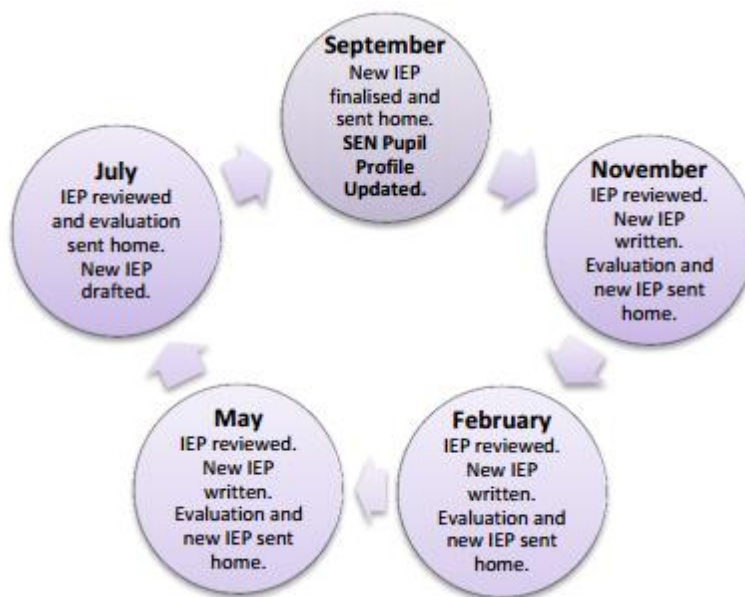 September
New IEP
finalised and
sent home.
SEN Pupil
Profile
Updated.
November
IEP reviewed.
New IEP
written.
Evaluation and
new IEP sent
home.
February
IEP reviewed.
New IEP
written.
Evaluation and
new IEP sent
home.
May
IEP reviewed.
New IEP
written.
Evaluation and
new IEP sent
home.
July
IEP reviewed
and evaluation
sent home.
New IEP
drafted.